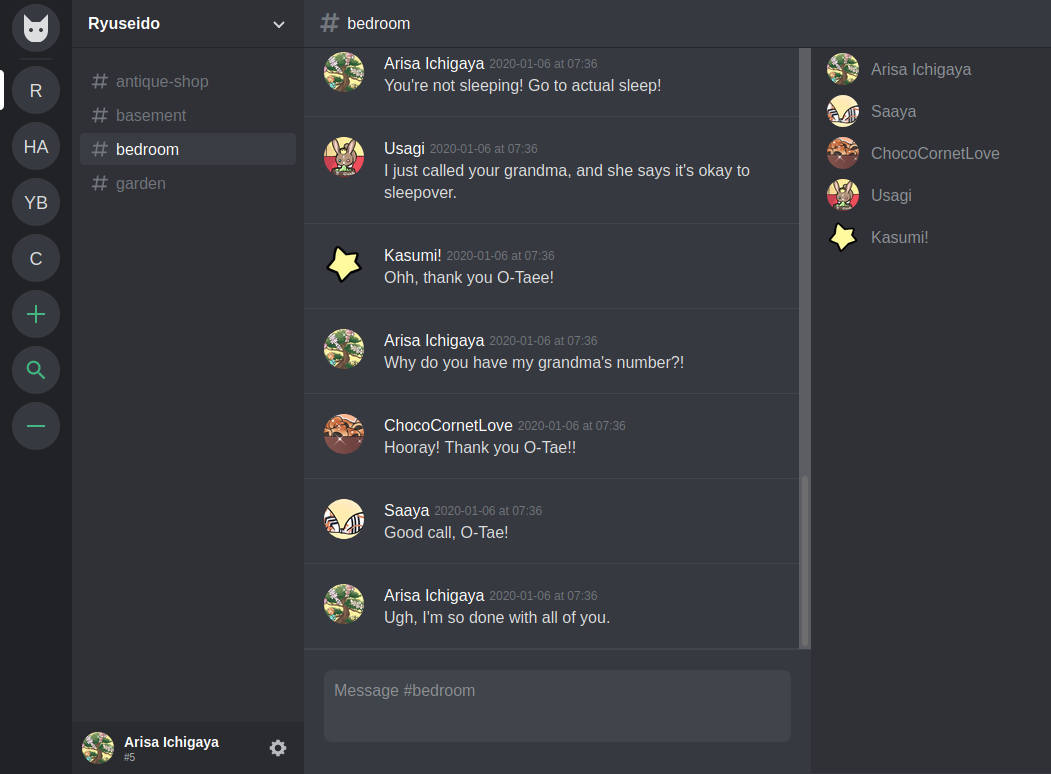 Ryuseido
# bedroom
R
HA
YB
C
# antique-shop
# basement
# bedroom
# garden
Arisa Ichigaya 2020-01-06 at 07:36
You're not sleeping! Go to actual sleep!
Usagi 2020-01-06 at 07:36
I just called your grandma, and she says it's okay to
sleepover.
Kasumi! 2020-01-06 at 07:36
Ohh, thank you O-Taee!
Arisa Ichigaya 2020-01-06 at 07:36
Why do you have my grandma's number?!
ChocoCornetLove 2020-01-06 at 07:36
Hooray! Thank you O-Tae!!
Saaya 2020-01-06 at 07:36
Good call, O-Tae!
Arisa Ichigaya 2020-01-06 at 07:36
Ugh, I'm so done with all of you.
Message #bedroom
Arisa Ichigaya
Saaya
ChocoCornetLove
Usagi
Kasumi!
Arisa Ichigaya
#5